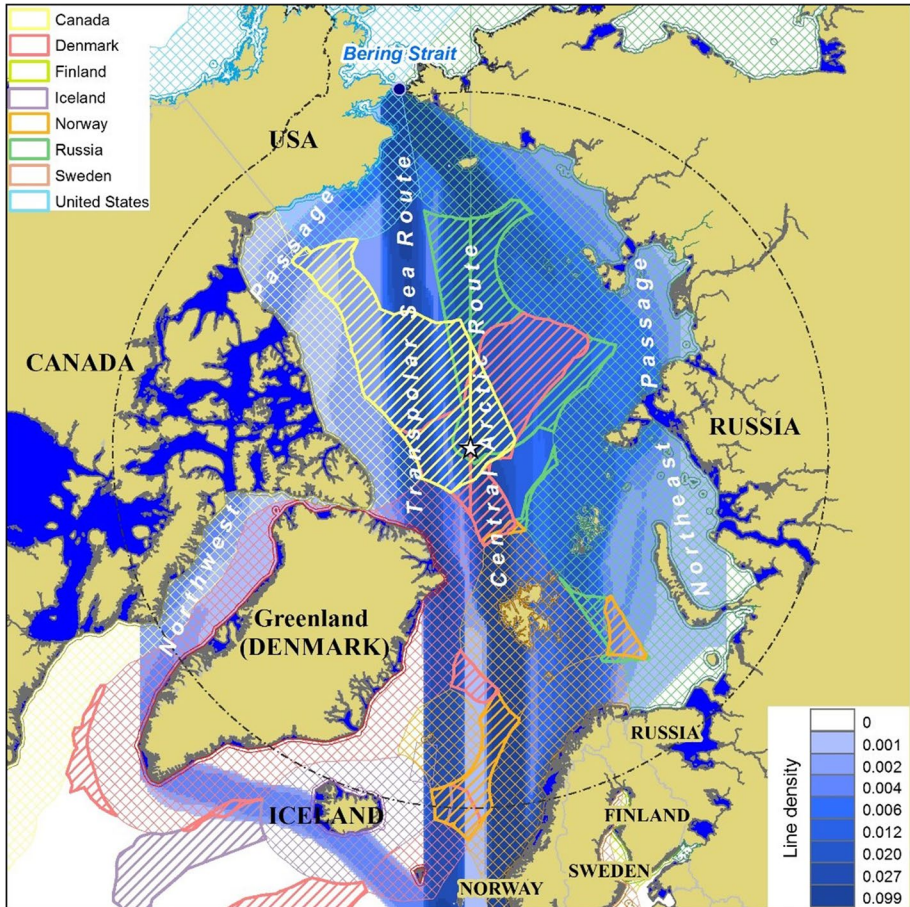 Canada
Denmark
Finland
Iceland
Norway
Russia
Sweden
United States
Bering Strait
USA
Passage
Transpolar Sea Route
Central Arctic Route
Passage
CANADA
RUSSIA
Northwest
Northeast
Greenland
(DENMARK)
RUSSIA
ICELAND
FINLAND
SWEDEN
NORWAY
Line density
0
0.001
0.002
0.004
0.006
0.012
0.020
0.027
0.099